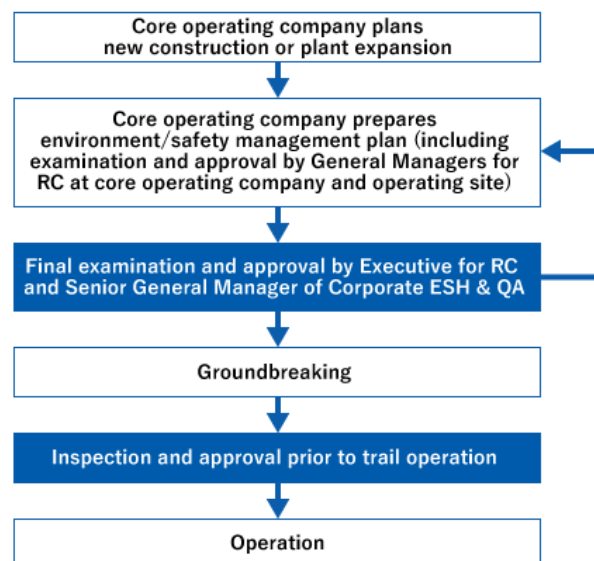 Core operating company plans
new construction or plant expansion
Core operating company prepares
environment/safety management plan (including
examination and approval by General Managers for
RC at core operating company and operating site)
Final examination and approval by Executive for RC
and Senior General Manager of Corporate ESH & QA
Groundbreaking
Inspection and approval prior to trail operation
Operation